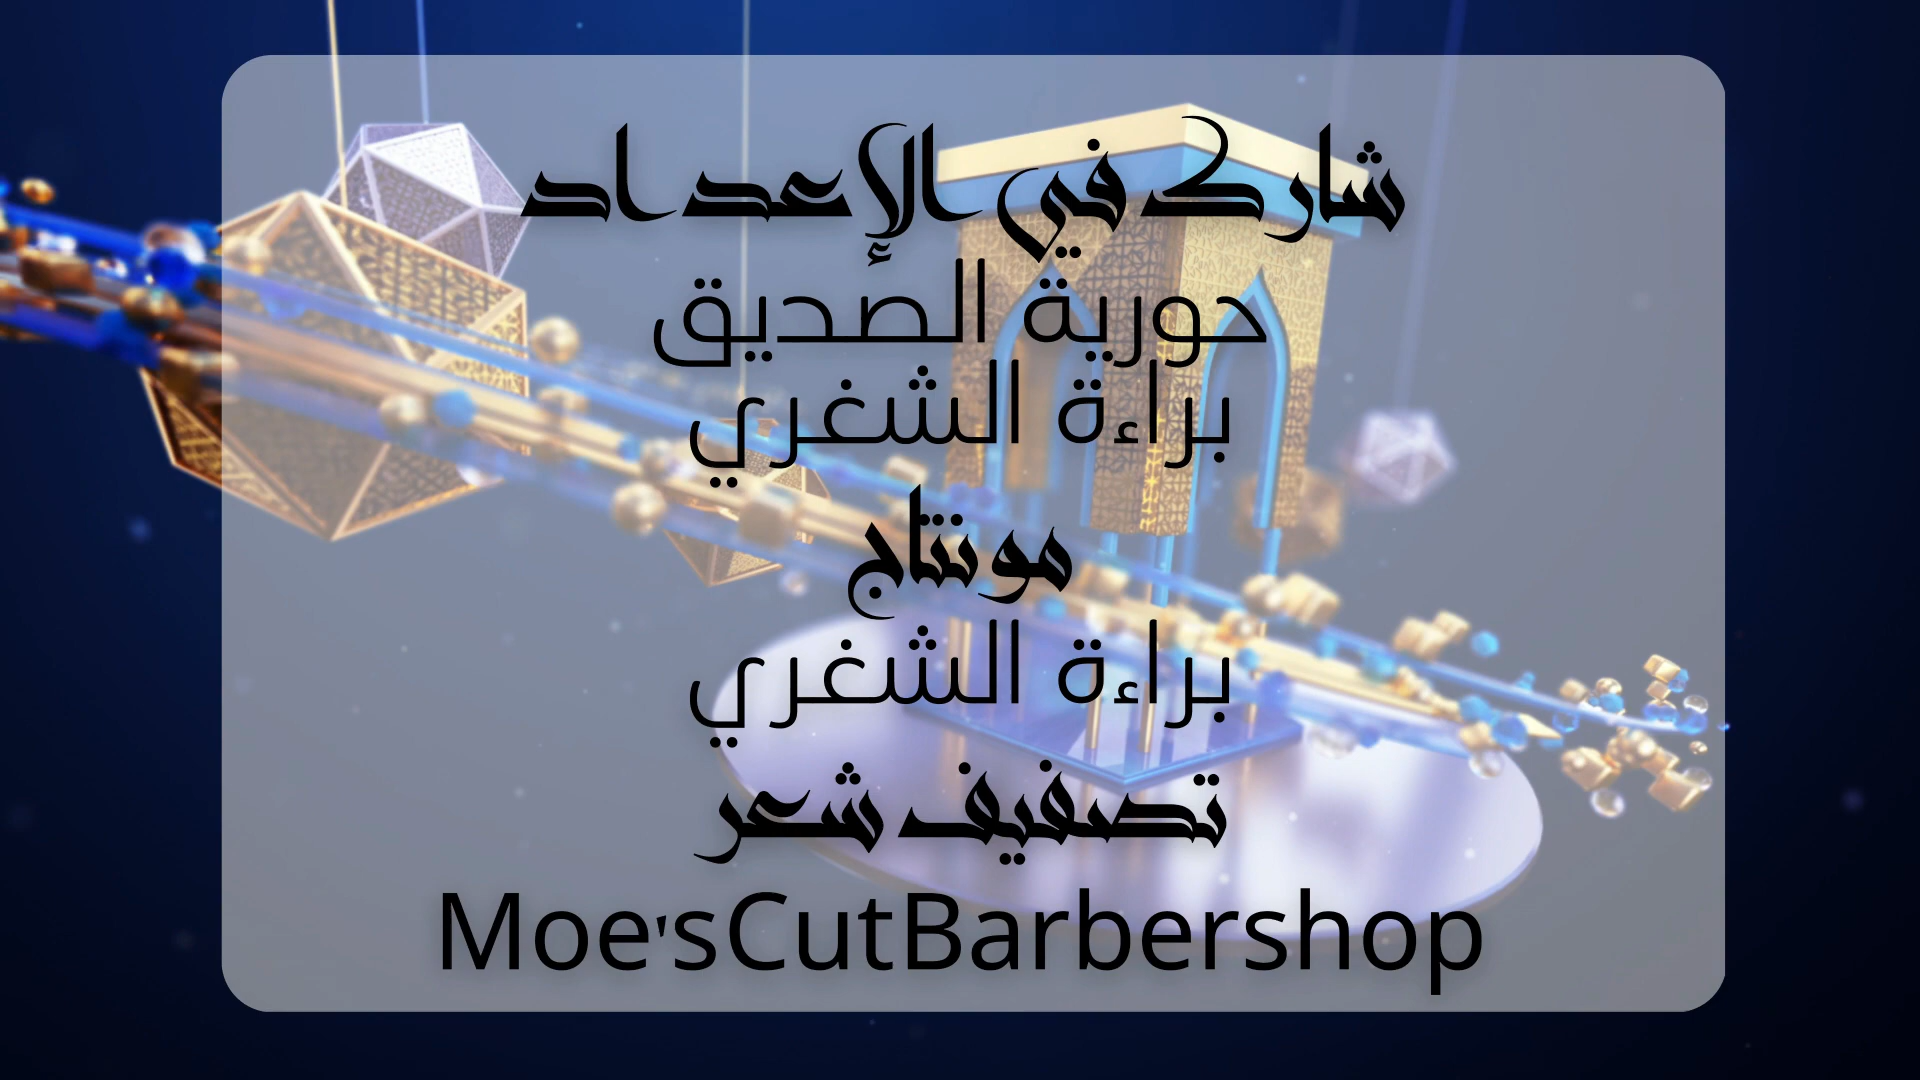 شارك في الإعداد
حورية الصديق
براءة الشغري
مونتاج
براءة الشغري
تصفيف شعر
Moe'sCutBarbershop